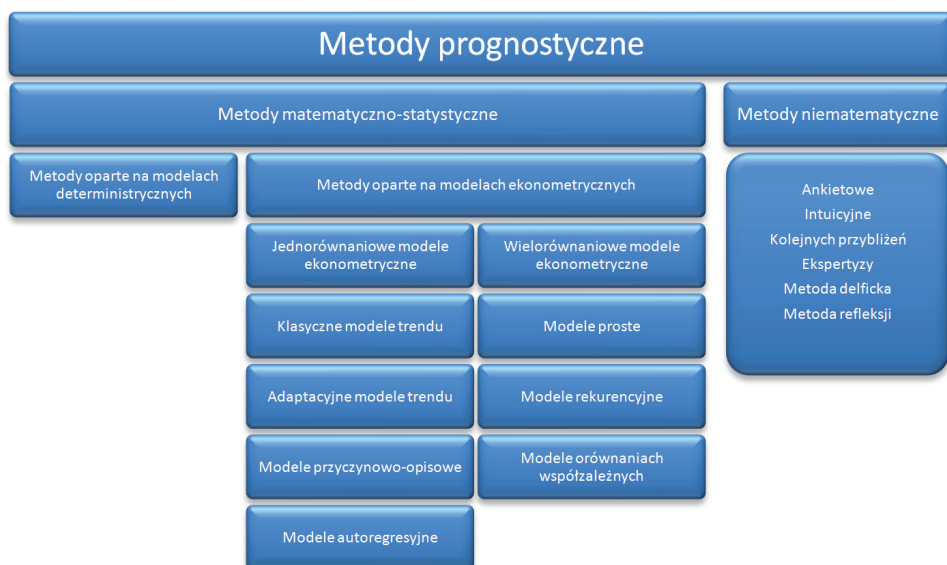 Metody prognostyczne
Metody matematyczno-statystyczne
Metody niematematyczne
Metody oparte na modelach
deterministrycznych
Metody oparte na modelach ekonometrycznych
Jednorównaniowe modele
ekonometryczne
Wielorównaniowe modele
ekonometryczne
Klasyczne modele trendu
Modele proste
Adaptacyjne modele trendu
Modele rekurencyjne
Modele przyczynowo-opisowe
Modele orównaniach
współzależnych
Modele autoregresyjne
Ankietowe
Intuicyjne
Kolejnych przybliżeń
Ekspertyzy
Metoda delficka
Metoda refleksji